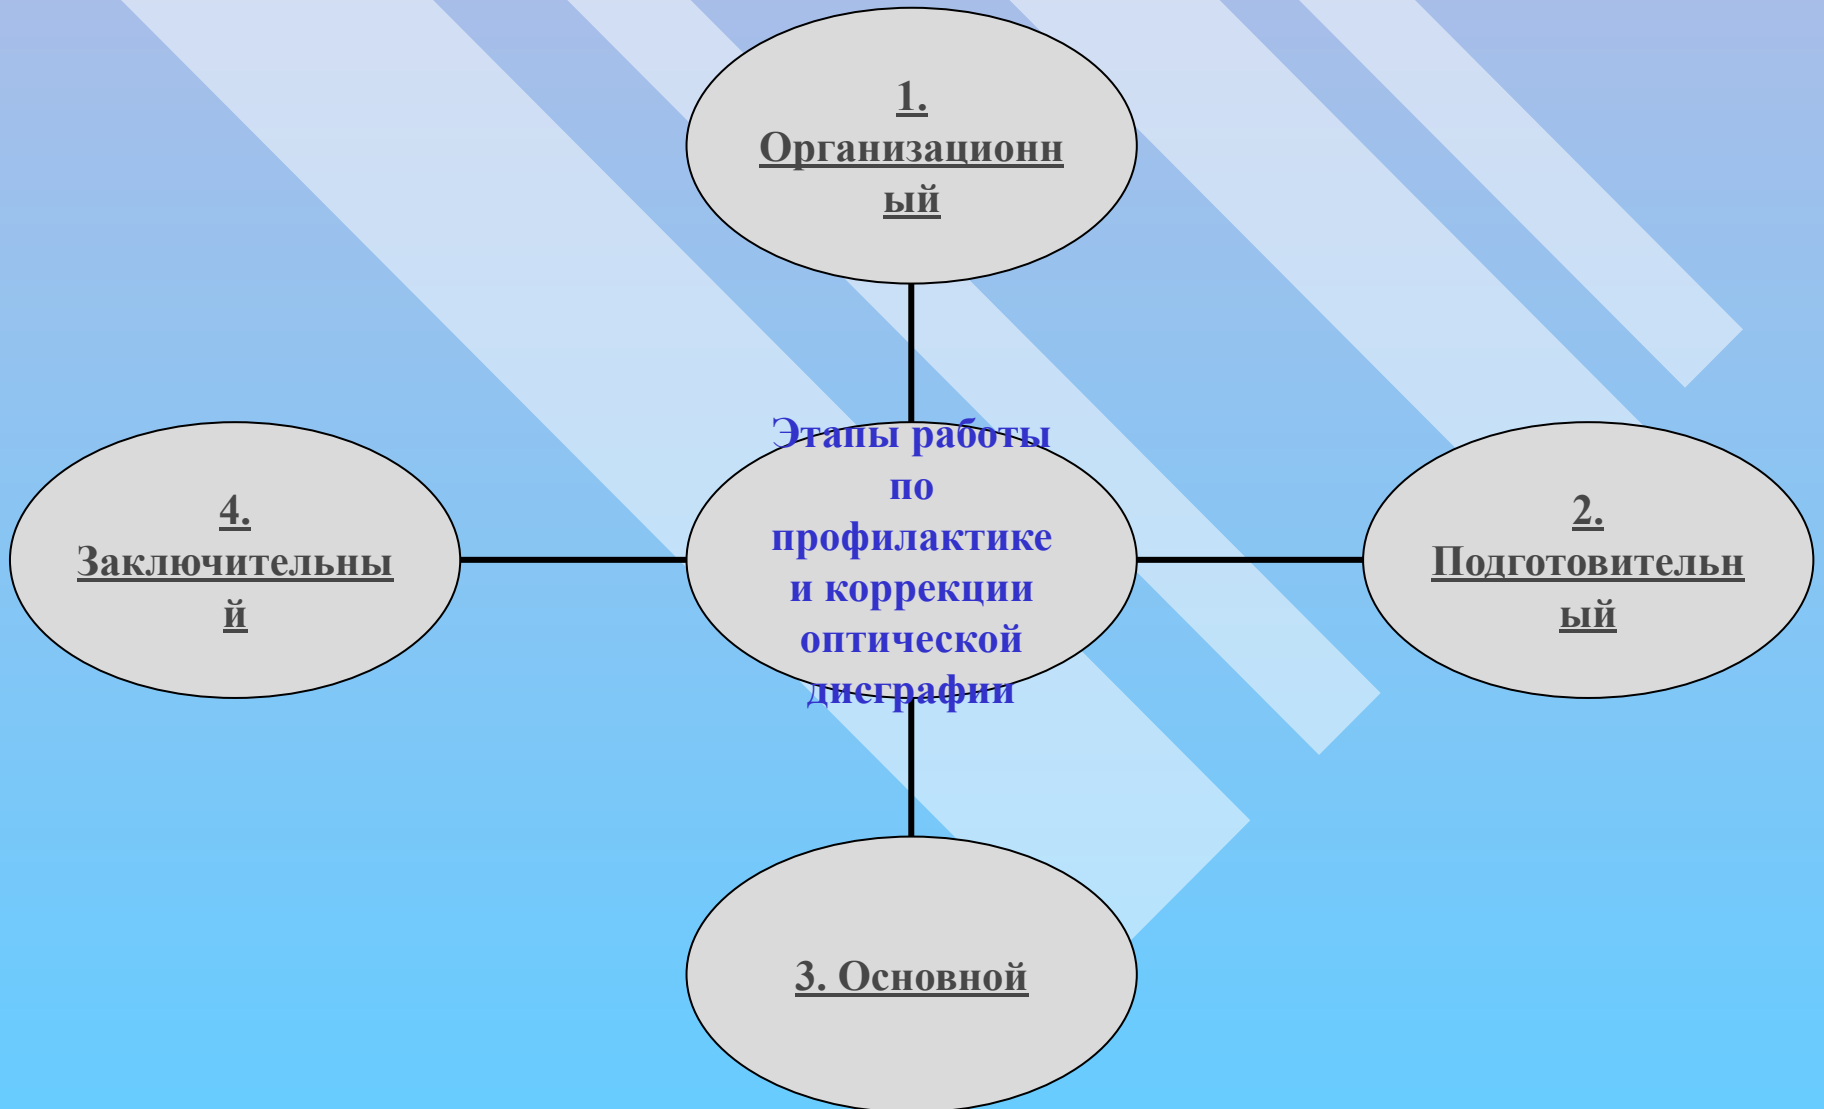 1.
Организационн
ый
Этапы работы
по
профилактике
и коррекции
оптической
дисграфии
4.
Заключительны
й
2.
Подготовительн
ый
3. Основной